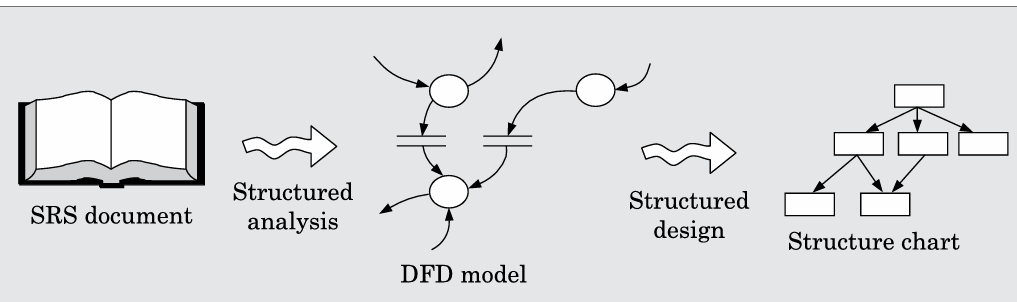 SRS document
Structured
analysis
DFD model
Structured
design
Structure chart